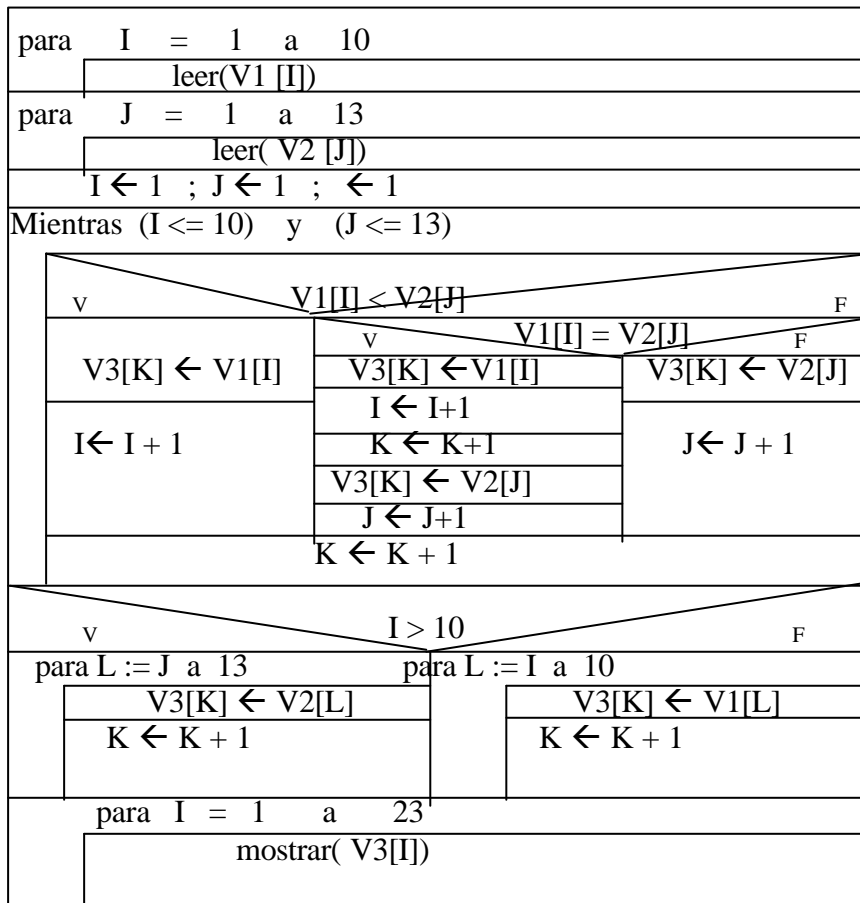 para I = 1 a 10
leer(V1 [I])
para J = 1 a 13
leer( V2 [J])
I ← 1 ; J ← 1 ; ← 1
Mientras (I <= 10) y (J <= 13)
V V1[I] < V2[J] F
V V1[I] = V2[J] F
V3[K] ← V1[I] V3[K] ←V1[I] V3[K] ← V2[J]
I ← I+1
I← I + 1 K ← K+1 J← J + 1
V3[K] ← V2[J]
J ← J+1
K ← K + 1
V I > 10 F
para L := J a 13 para L := I a 10
V3[K] ← V2[L] V3[K] ← V1[L]
K ← K + 1 K ← K + 1
para I = 1 a 23
mostrar( V3[I])